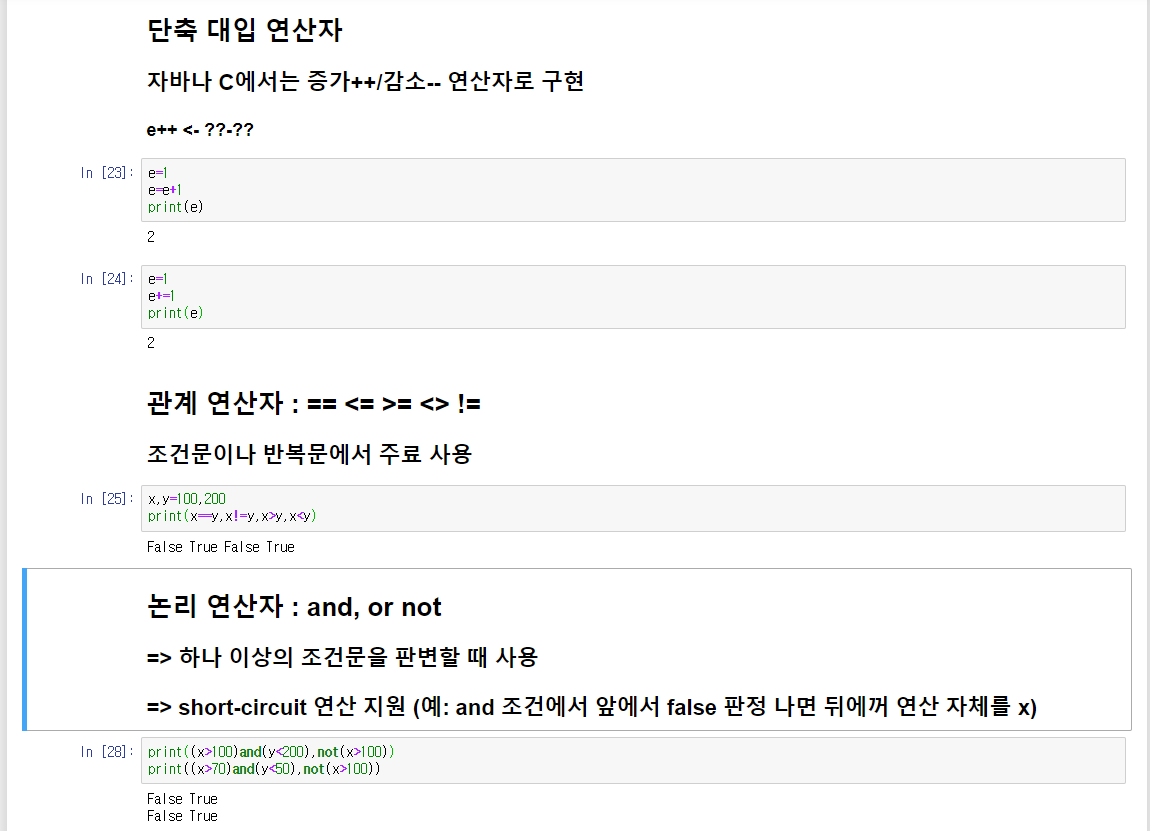 단축 대입 연산자
자바나 C에서는 증가++/감소-- 연산자로 구현
e++ <- ??-??
In [23]: e=1
e=e+1
print(e)
2
In [24]: e=1
e+=1
print(e)
2
관계 연산자 : == <= >= <> !=
조건문이나 반복문에서 주료 사용
In [25]: x,y=100,200
print(x==y,x!=y,x>y,x<y)
False True False True
논리 연산자 : and, or not
=> 하나 이상의 조건문을 판변할 때 사용
=> short-circuit 연산 지원 (예: and 조건에서 앞에서 false 판정 나면 뒤에꺼 연산 자체를 x)
In [28]: print((x>100)and(y<200),not(x>100))
print((x>70)and(y<50),not(x>100))
False True
False True